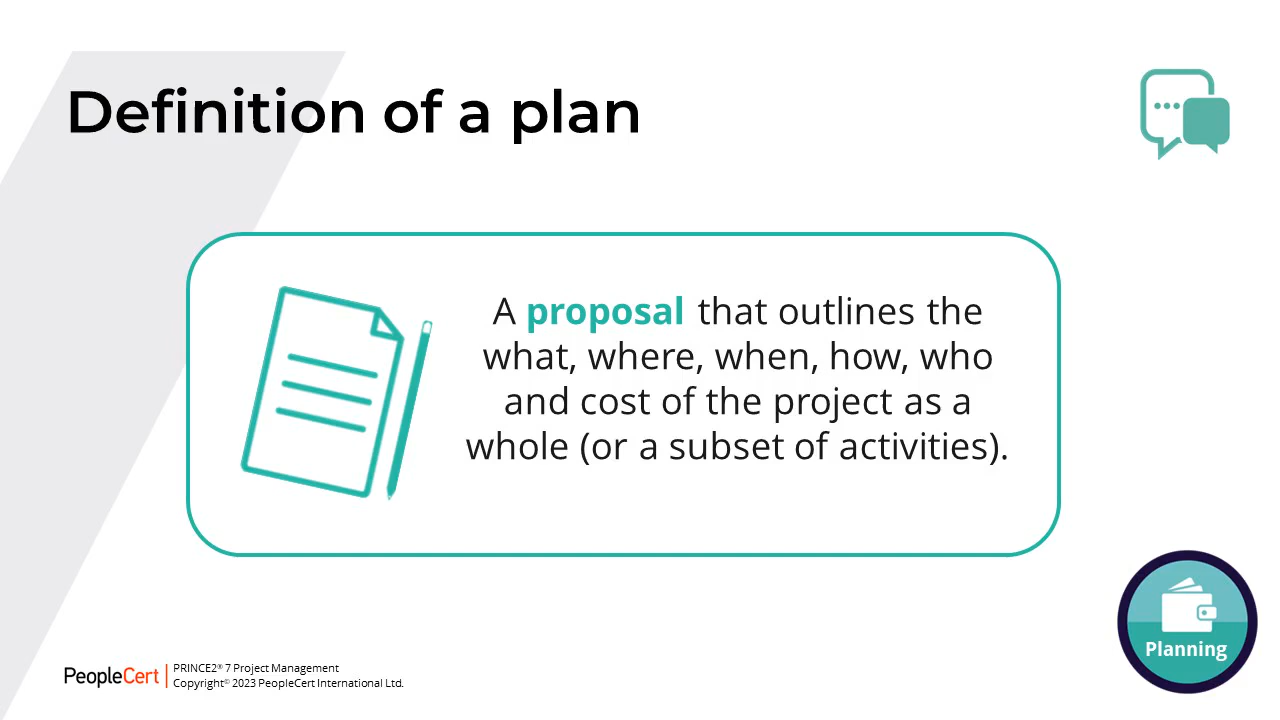 Definition of a plan
A proposal that outlines the
what, where, when, how, who
and cost of the project as a
whole (or a subset of activities).
Planning
PeopleCert
PRINCE2® 7 Project Management
Copyright© 2023 PeopleCert International Ltd.